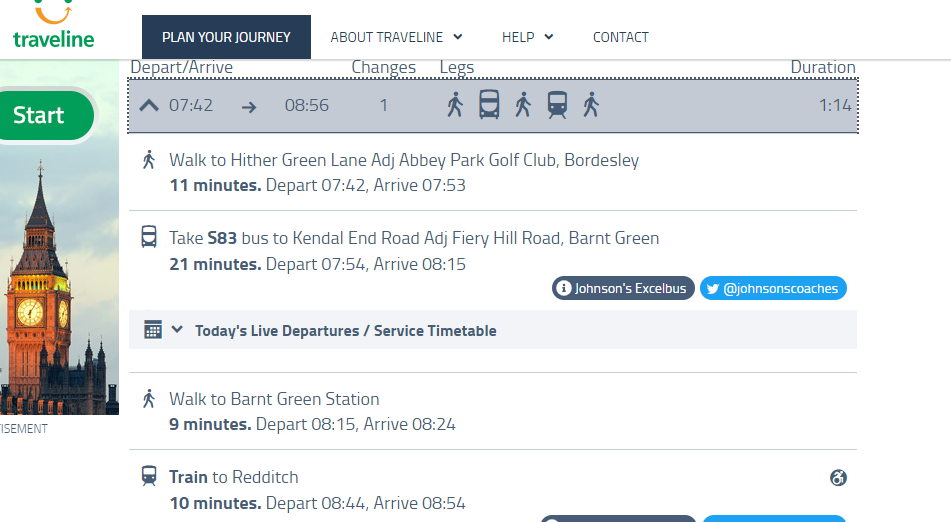 traveline
PLAN YOUR JOURNEY
ABOUT TRAVELINE
HELP
CONTACT
Depart/Arrive Changes Legs Duration
07:42 → 08:56 1 1:14
Start
Walk to Hither Green Lane Adj Abbey Park Golf Club, Bordesley
11 minutes. Depart 07:42, Arrive 07:53
Take S83 bus to Kendal End Road Adj Fiery Hill Road, Barnt Green
21 minutes. Depart 07:54, Arrive 08:15
Johnson's Excelbus @johnsonscoaches
Today's Live Departures / Service Timetable
Walk to Barnt Green Station
9 minutes. Depart 08:15, Arrive 08:24
TISEMENT
Train to Redditch
10 minutes. Depart 08:44, Arrive 08:54